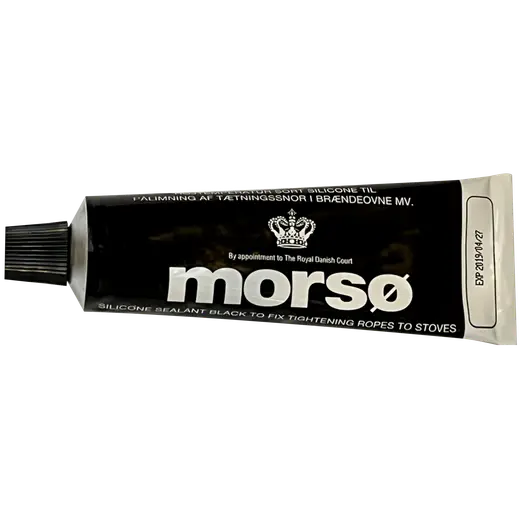 SORT SILICONE TIL
PÅLIMNING AF TÆTNINGSSNOR I BRÆNDEOVNE MV.
By appointment to The Royal Danish Court
morsø
SILICONE SEALANT BLACK TO FIX TIGHTENING ROPES TO STOVES
EXP 2019/04/27